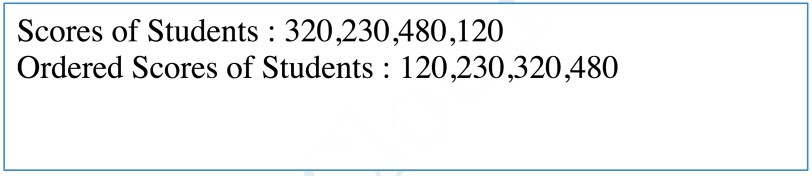 Scores of Students : 320,230,480,120
Ordered Scores of Students : 120,230,320,480